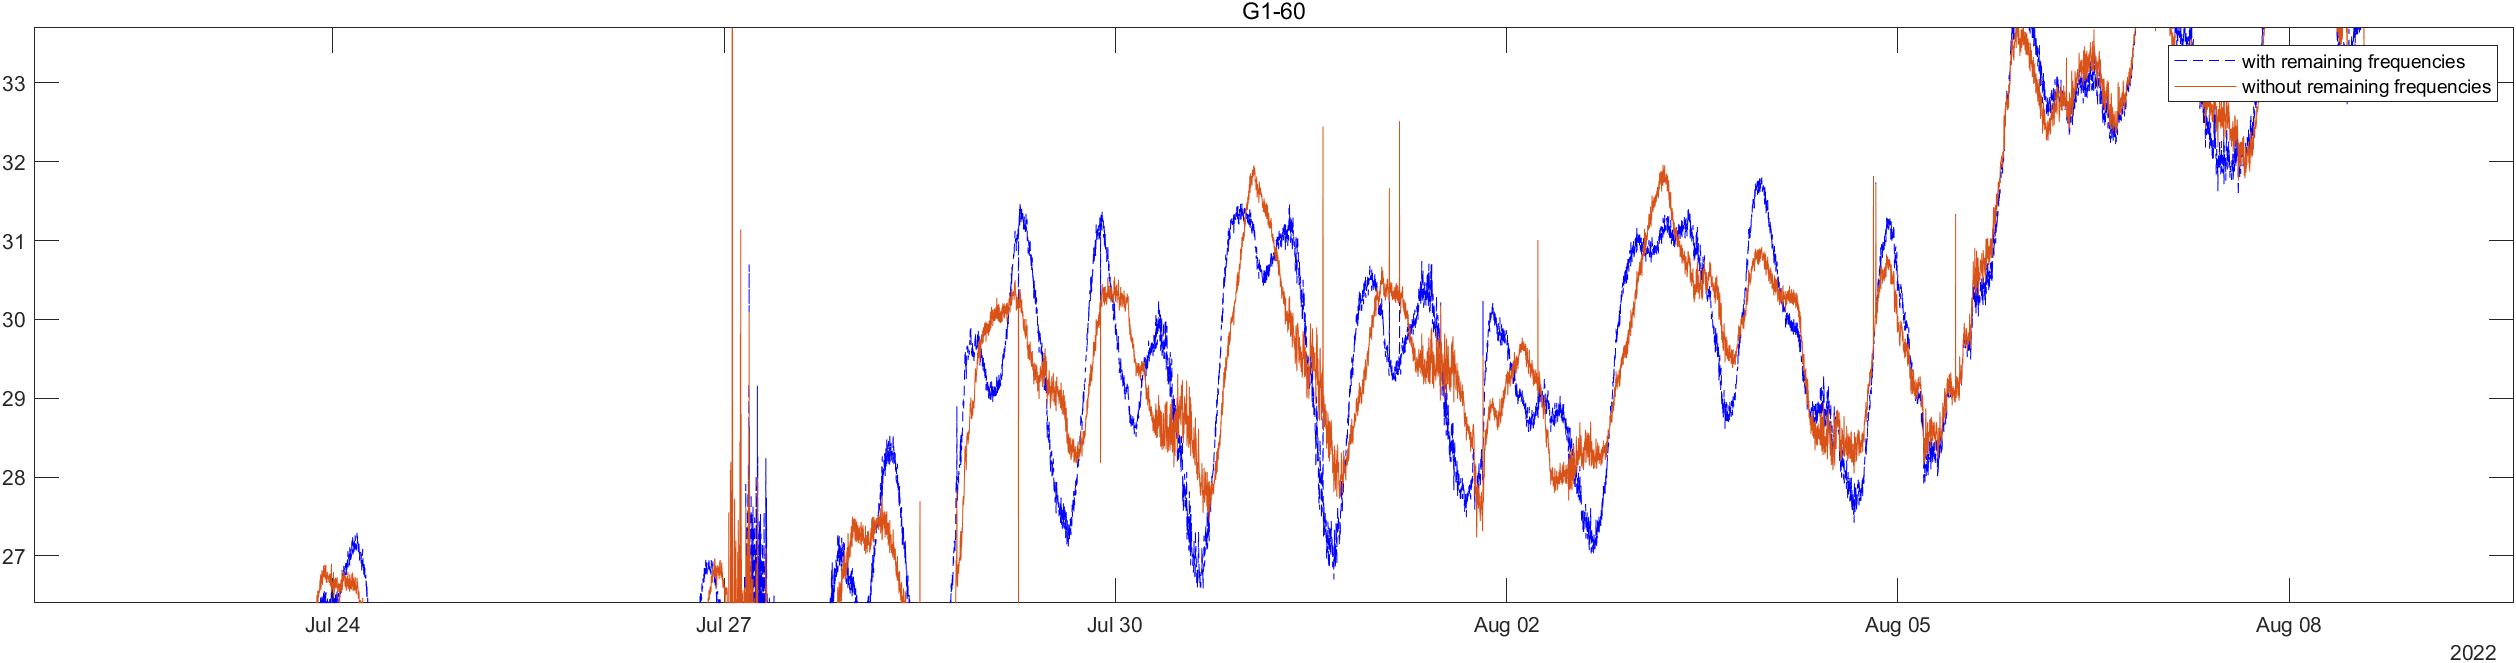 G1-60
33
32
31
30
29
28
27
with remaining frequencies
without remaining frequencies
Jul 24
Jul 27
Jul 30
Aug 02
Aug 05
Aug 08
2022